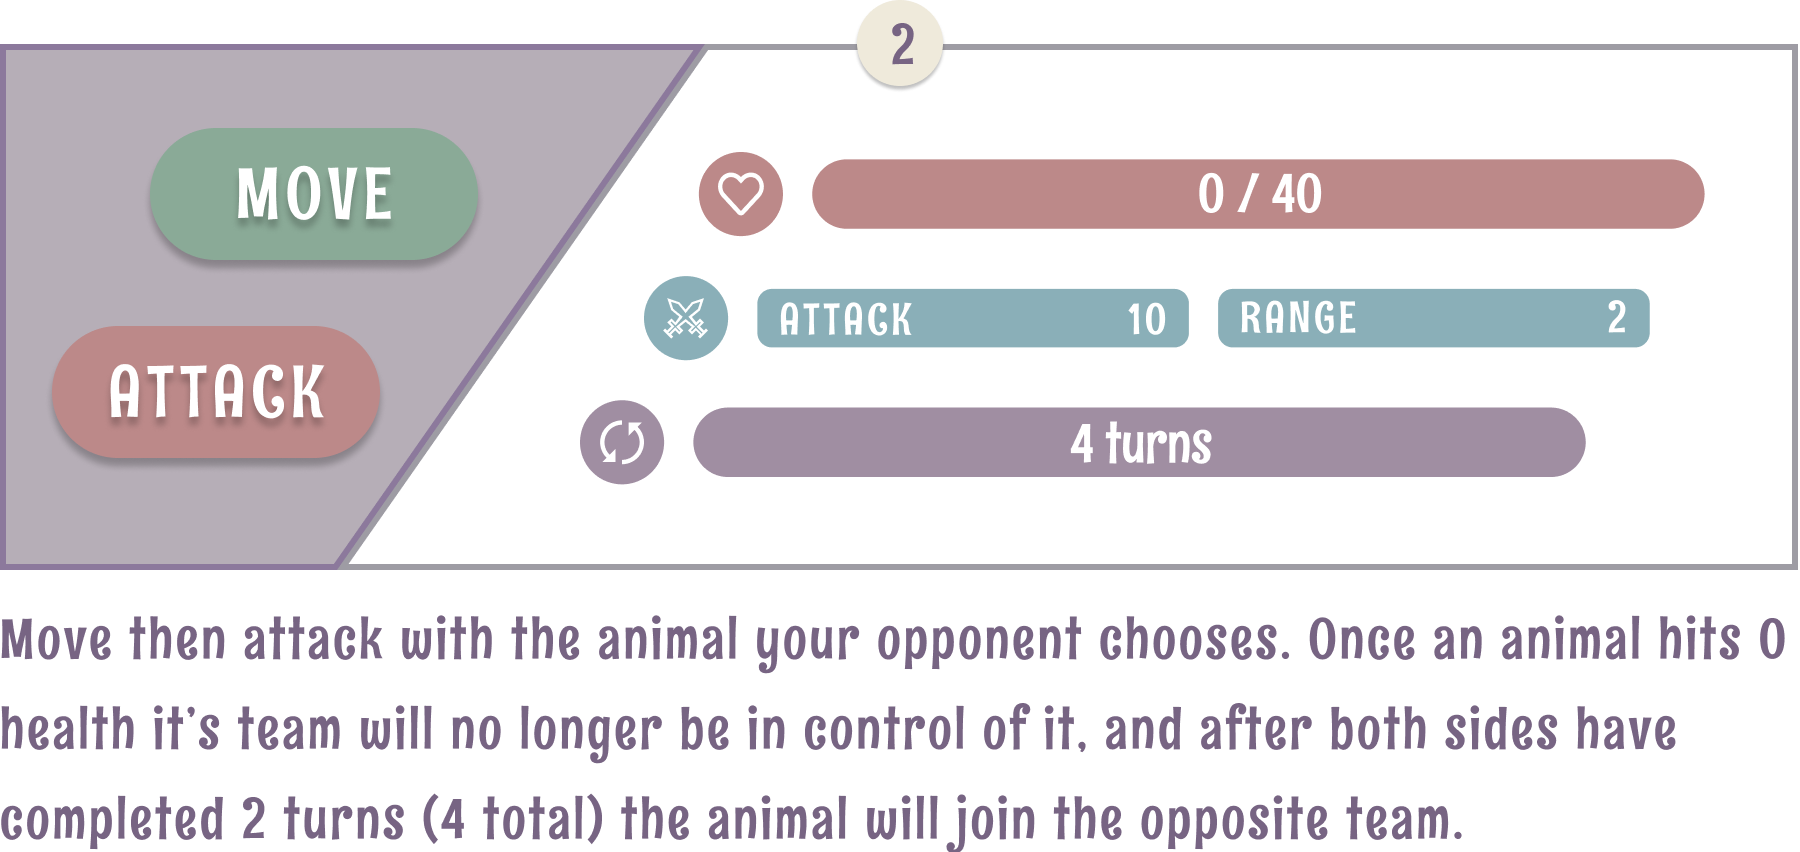 2
MOVE
0 / 40
ATTACK 10 RANGE 2
ATTACK
4 turns
Move then attack with the animal your opponent chooses. Once an animal hits 0
health it’s team will no longer be in control of it, and after both sides have
completed 2 turns (4 total) the animal will join the opposite team.